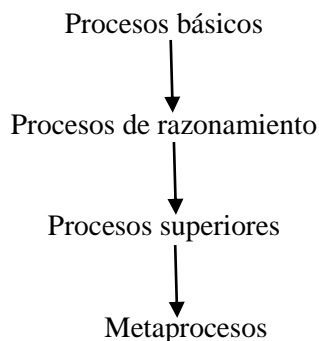 Procesos básicos
Procesos de razonamiento
Procesos superiores
Metaprocesos